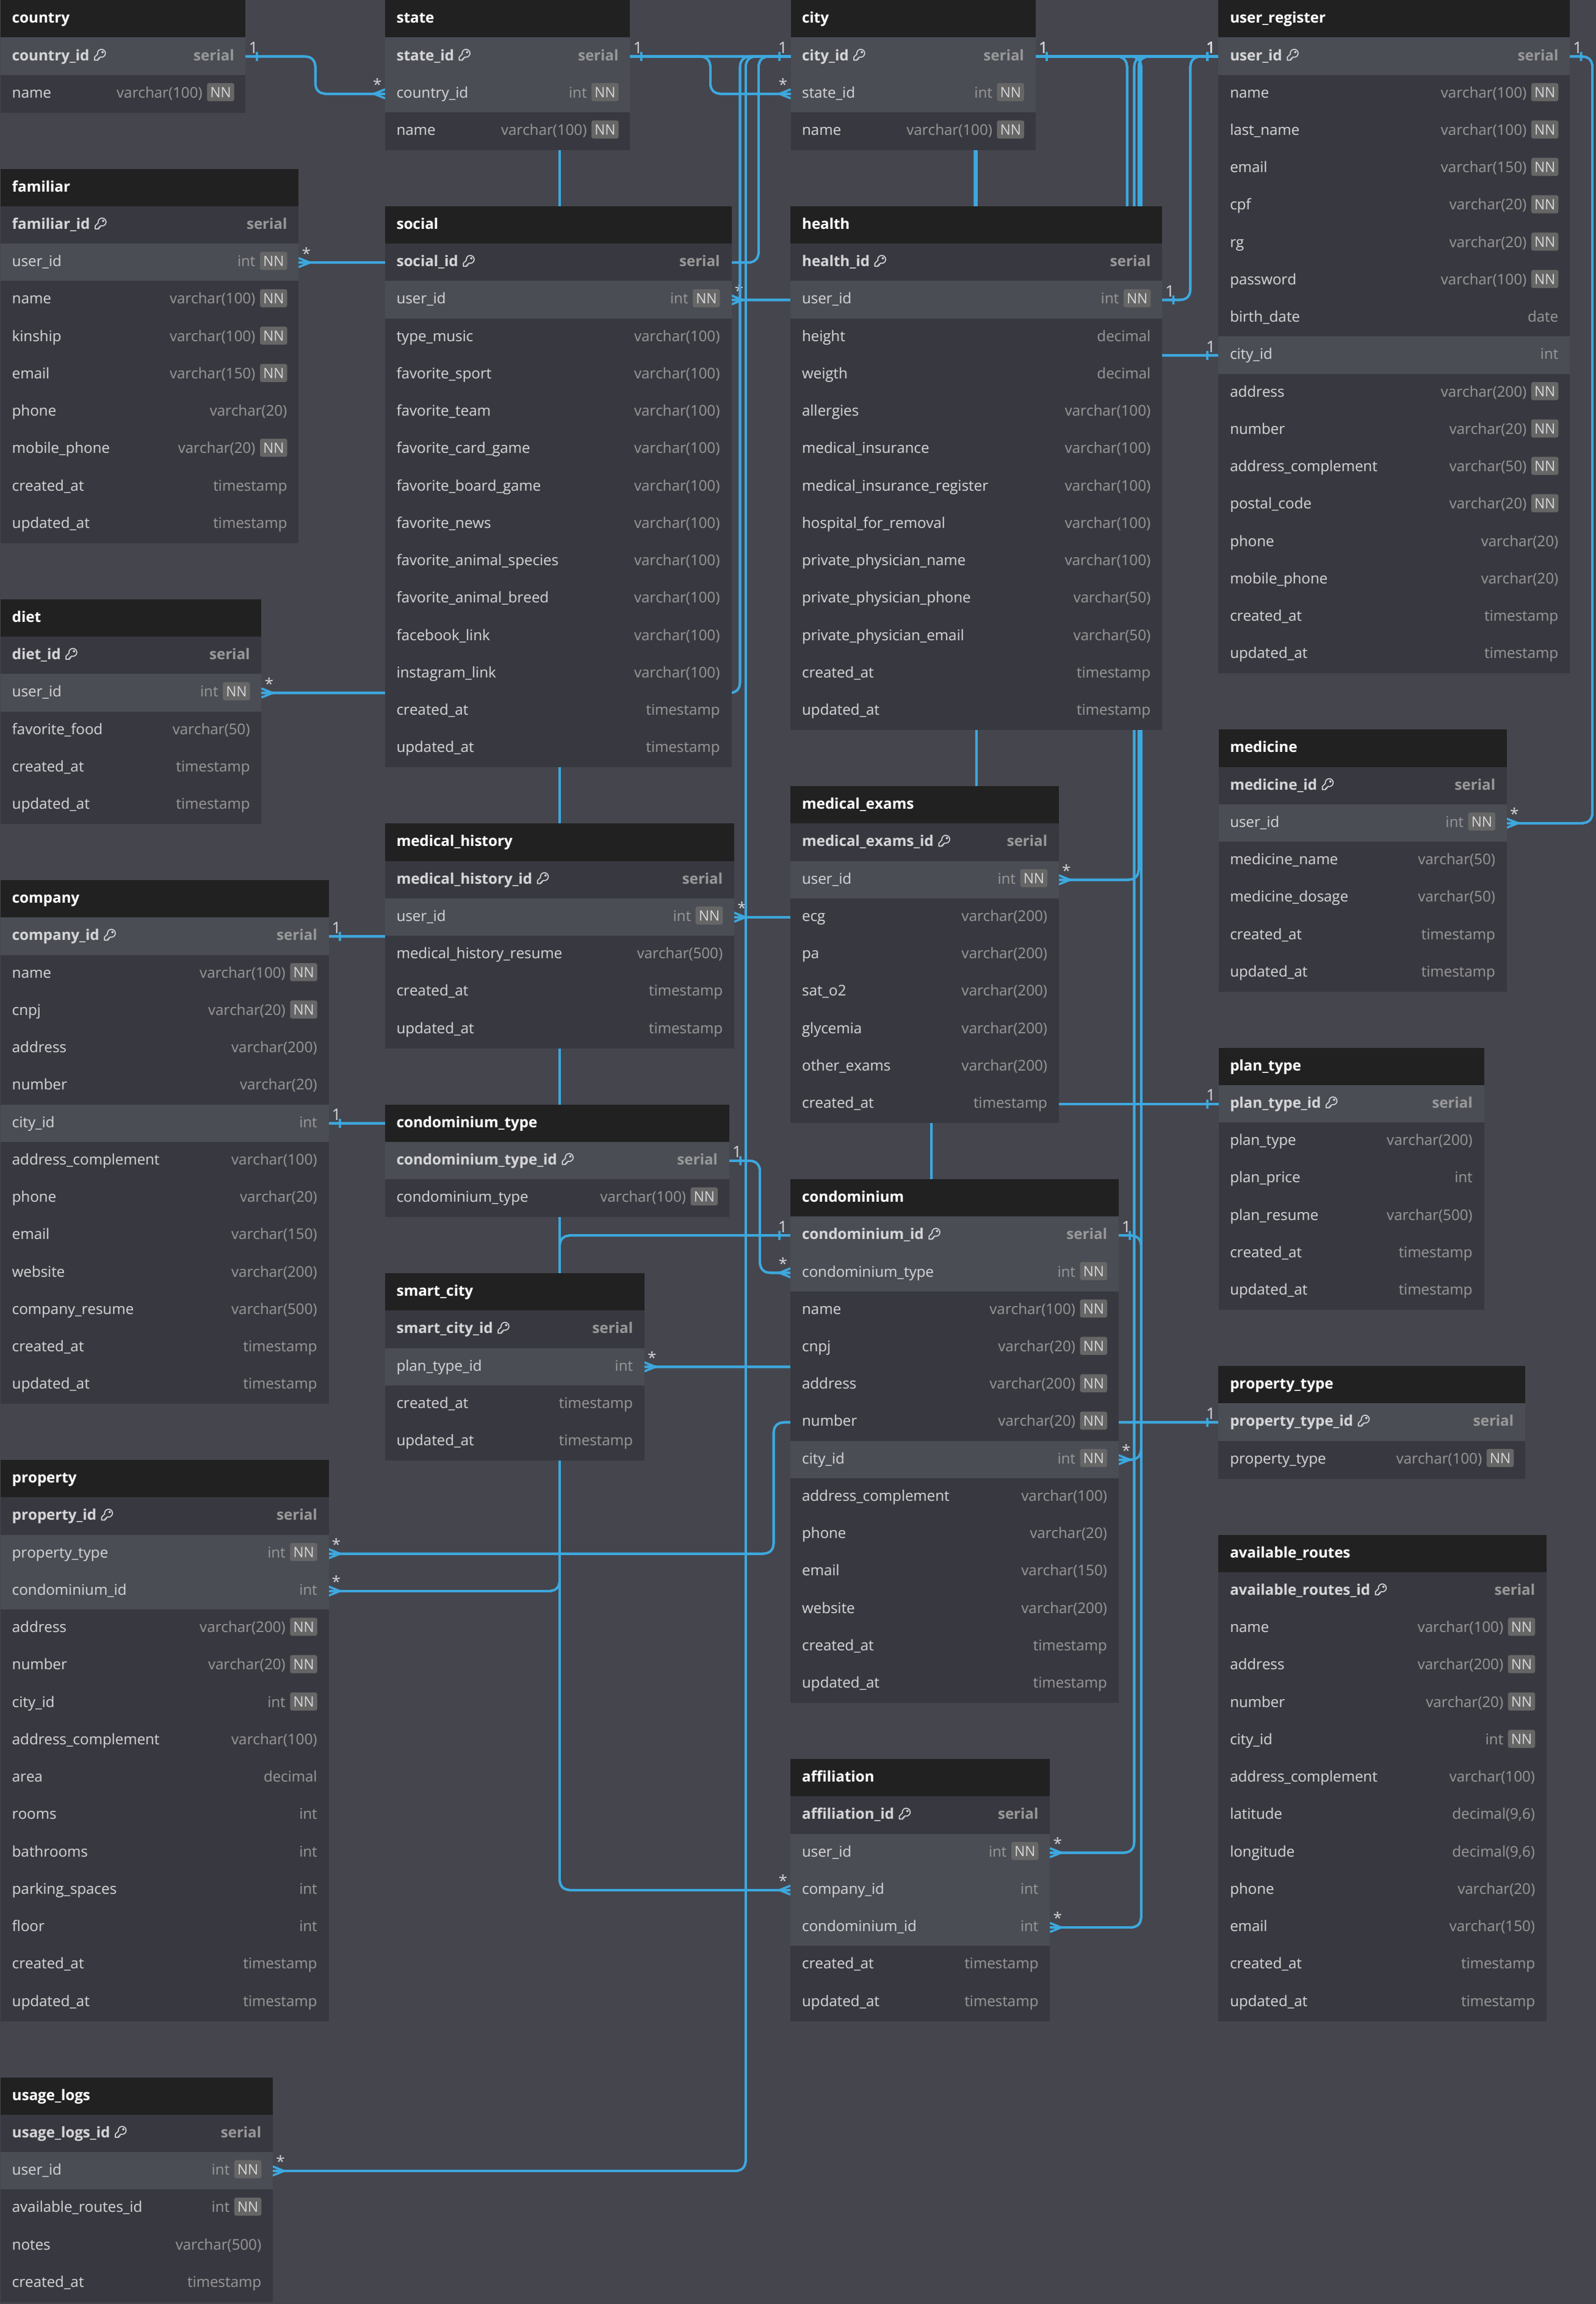 country
country_id serial
name varchar(100) NN
1
*
state
state_id serial
country_id int NN
name varchar(100) NN
1
*
city
city_id serial
state_id int NN
name varchar(100) NN
1
1
user_register
user_id serial
name varchar(100) NN
last_name varchar(100) NN
email varchar(150) NN
cpf varchar(20) NN
rg varchar(20) NN
password varchar(100) NN
birth_date date
city_id int
address varchar(200) NN
number varchar(20) NN
address_complement varchar(50) NN
postal_code varchar(20) NN
phone varchar(20)
mobile_phone varchar(20)
created_at timestamp
updated_at timestamp
1
1
1
familiar
familiar_id serial
user_id int NN
name varchar(100) NN
kinship varchar(100) NN
email varchar(150) NN
phone varchar(20)
mobile_phone varchar(20) NN
created_at timestamp
updated_at timestamp
*
social
social_id serial
user_id int NN
type_music varchar(100)
favorite_sport varchar(100)
favorite_team varchar(100)
favorite_card_game varchar(100)
favorite_board_game varchar(100)
favorite_news varchar(100)
favorite_animal_species varchar(100)
favorite_animal_breed varchar(100)
facebook_link varchar(100)
instagram_link varchar(100)
created_at timestamp
updated_at timestamp
*
health
health_id serial
user_id int NN
height decimal
weigth decimal
allergies varchar(100)
medical_insurance varchar(100)
medical_insurance_register varchar(100)
hospital_for_removal varchar(100)
private_physician_name varchar(100)
private_physician_phone varchar(50)
private_physician_email varchar(50)
created_at timestamp
updated_at timestamp
1
diet
diet_id serial
user_id int NN
favorite_food varchar(50)
created_at timestamp
updated_at timestamp
*
medicine
medicine_id serial
user_id int NN
medicine_name varchar(50)
medicine_dosage varchar(50)
created_at timestamp
updated_at timestamp
*
medical_exams
medical_exams_id serial
user_id int NN
ecg varchar(200)
pa varchar(200)
sat_o2 varchar(200)
glycemia varchar(200)
other_exams varchar(200)
created_at timestamp
*
medical_history
medical_history_id serial
user_id int NN
medical_history_resume varchar(500)
created_at timestamp
updated_at timestamp
*
company
company_id serial
name varchar(100) NN
cnpj varchar(20) NN
address varchar(200)
number varchar(20)
city_id int
address_complement varchar(100)
phone varchar(20)
email varchar(150)
website varchar(200)
company_resume varchar(500)
created_at timestamp
updated_at timestamp
1
1
plan_type
plan_type_id serial
plan_type varchar(200)
plan_price int
plan_resume varchar(500)
created_at timestamp
updated_at timestamp
1
condominium_type
condominium_type_id serial
condominium_type varchar(100) NN
1
condominium
condominium_id serial
condominium_type int NN
name varchar(100) NN
cnpj varchar(20) NN
address varchar(200) NN
number varchar(20) NN
city_id int NN
address_complement varchar(100)
phone varchar(20)
email varchar(150)
website varchar(200)
created_at timestamp
updated_at timestamp
1
1
*
*
smart_city
smart_city_id serial
plan_type_id int
created_at timestamp
updated_at timestamp
*
property_type
property_type_id serial
property_type varchar(100) NN
1
property
property_id serial
property_type int NN
condominium_id int
address varchar(200) NN
number varchar(20) NN
city_id int NN
address_complement varchar(100)
area decimal
rooms int
bathrooms int
parking_spaces int
floor int
created_at timestamp
updated_at timestamp
*
*
available_routes
available_routes_id serial
name varchar(100) NN
address varchar(200) NN
number varchar(20) NN
city_id int NN
address_complement varchar(100)
latitude decimal(9,6)
longitude decimal(9,6)
phone varchar(20)
email varchar(150)
created_at timestamp
updated_at timestamp
affiliation
affiliation_id serial
user_id int NN
company_id int
condominium_id int
created_at timestamp
updated_at timestamp
*
*
*
usage_logs
usage_logs_id serial
user_id int NN
available_routes_id int NN
notes varchar(500)
created_at timestamp
*